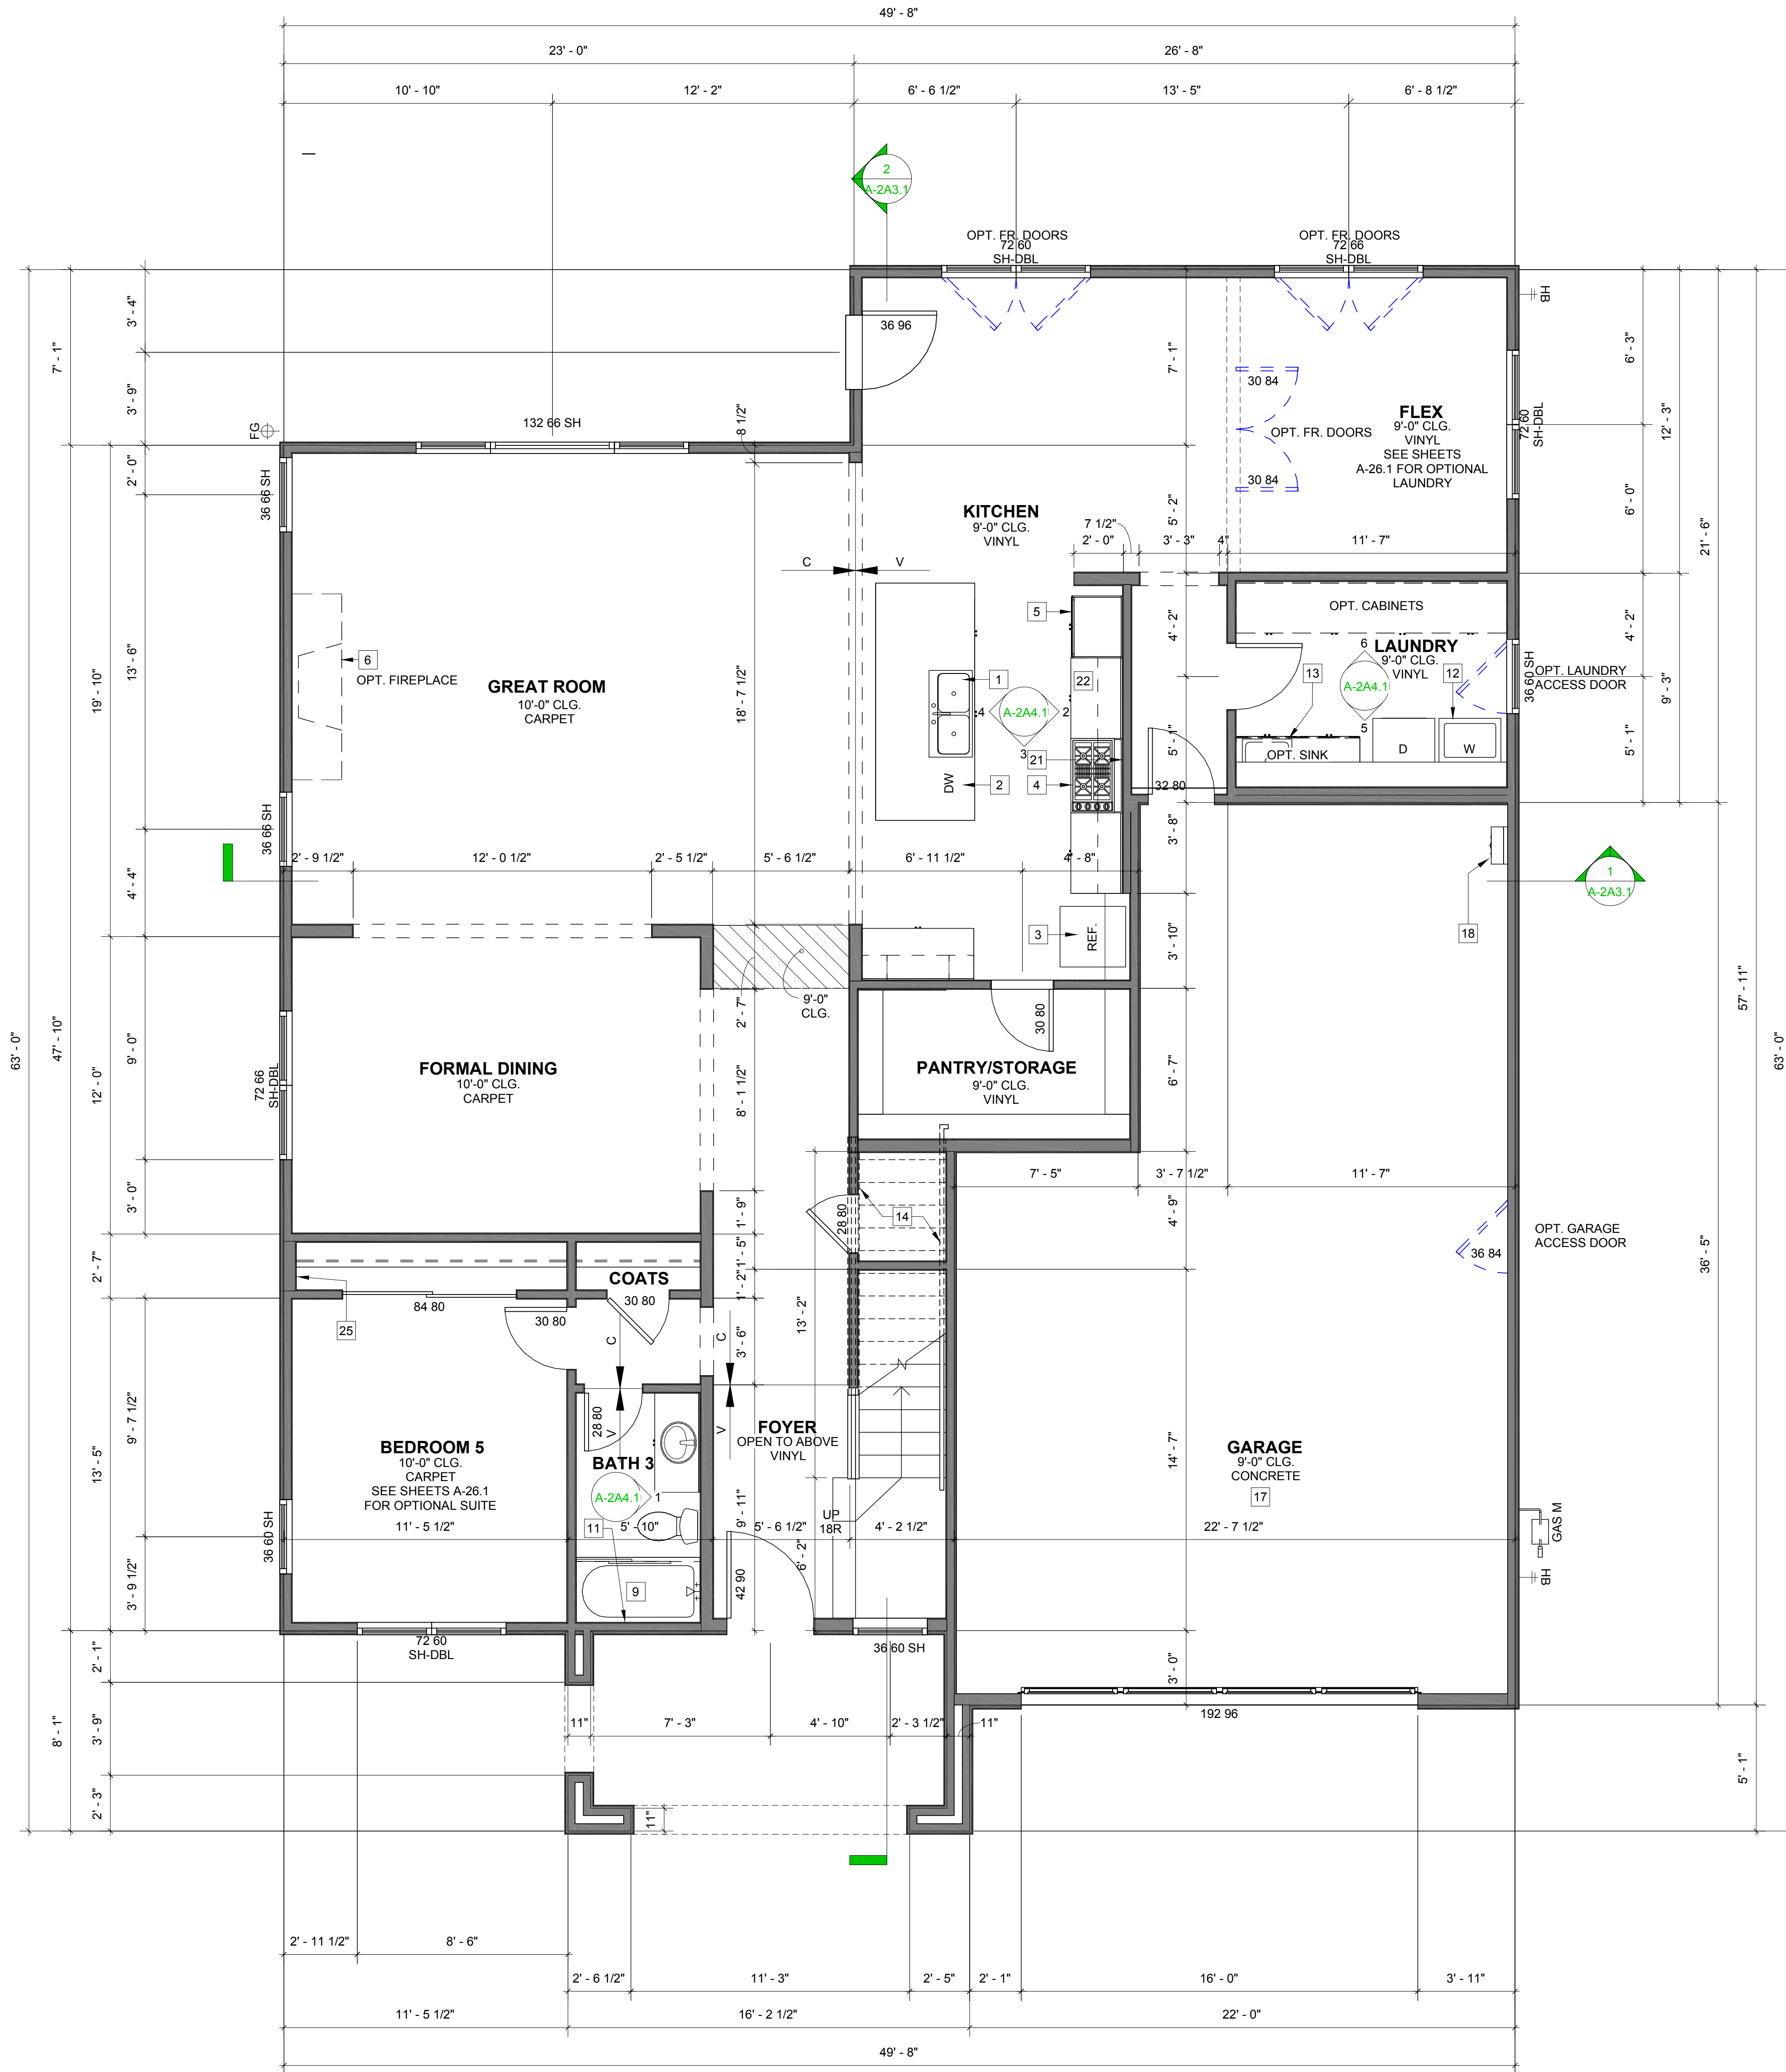 49' - 8"
23' - 0"
26' - 8"
10' - 10"
12' - 2"
6' - 6 1/2"
13' - 5"
6' - 8 1/2"
2
A-2A3.1
OPT. FR. DOORS
72 60
SH-DBL
OPT. FR. DOORS
72 66
SH-DBL
HB
3' - 4"
7' - 1"
3' - 9"
36 96
7' - 1"
30 84
6' - 3"
12' - 3"
FLEX
9'-0" CLG.
VINYL
SEE SHEETS
A-26.1 FOR OPTIONAL
LAUNDRY
72 60
SH-DBL
FG
132 66 SH
8 1/2"
OPT. FR. DOORS
30 84
2' - 0"
36 66 SH
KITCHEN
9'-0" CLG.
VINYL
5' - 2"
6' - 0"
21' - 6"
7 1/2"
2' - 0"
3' - 3"
4"
11' - 7"
C
V
5
OPT. CABINETS
4' - 2"
4' - 2"
13' - 6"
19' - 10"
6
OPT. FIREPLACE
GREAT ROOM
10'-0" CLG.
CARPET
18' - 7 1/2"
1
22
4
A-2A4.1
2
3
6
LAUNDRY
9'-0" CLG.
VINYL
A-2A4.1
5
13
12
36 60 SH
OPT. LAUNDRY
ACCESS DOOR
9' - 3"
5' - 1"
5' - 1"
21
OPT. SINK
D
W
DW
2
4
32 80
36 66 SH
3' - 8"
4' - 4"
2' - 9 1/2"
12' - 0 1/2"
2' - 5 1/2"
5' - 6 1/2"
6' - 11 1/2"
4' - 8"
1
A-2A3.1
18
3
REF.
3' - 10"
9'-0"
CLG.
2' - 7"
30 80
57' - 11"
63' - 0"
47' - 10"
9' - 0"
12' - 0"
72 66
SH-DBL
FORMAL DINING
10'-0" CLG.
CARPET
8' - 1 1/2"
PANTRY/STORAGE
9'-0" CLG.
VINYL
6' - 7"
63' - 0"
7' - 5"
3' - 7 1/2"
11' - 7"
3' - 0"
1' - 9"
28 80
14
4' - 9"
OPT. GARAGE
ACCESS DOOR
36 84
36' - 5"
2' - 7"
1' - 5"
1' - 2"
COATS
30 80
84 80
30 80
25
13' - 2"
C
C
3' - 6"
9' - 7 1/2"
13' - 5"
BEDROOM 5
10'-0" CLG.
CARPET
SEE SHEETS A-26.1
FOR OPTIONAL SUITE
28 80
V
V
FOYER
OPEN TO ABOVE
VINYL
BATH 3
A-2A4.1
1
14' - 7"
GARAGE
9'-0" CLG.
CONCRETE
17
9' - 11"
UP
18R
11
GAS M
36 60 SH
11' - 5 1/2"
5' - 10"
5' - 6 1/2"
4' - 2 1/2"
22' - 7 1/2"
6' - 2"
HB
3' - 9 1/2"
9
42 90
72 60
SH-DBL
36 60 SH
2' - 1"
3' - 0"
192 96
11"
7' - 3"
4' - 10"
2' - 3 1/2"
11"
3' - 9"
8' - 1"
5' - 1"
2' - 3"
11"
2' - 11 1/2"
8' - 6"
2' - 6 1/2"
11' - 3"
2' - 5"
2' - 1"
16' - 0"
3' - 11"
11' - 5 1/2"
16' - 2 1/2"
22' - 0"
49' - 8"